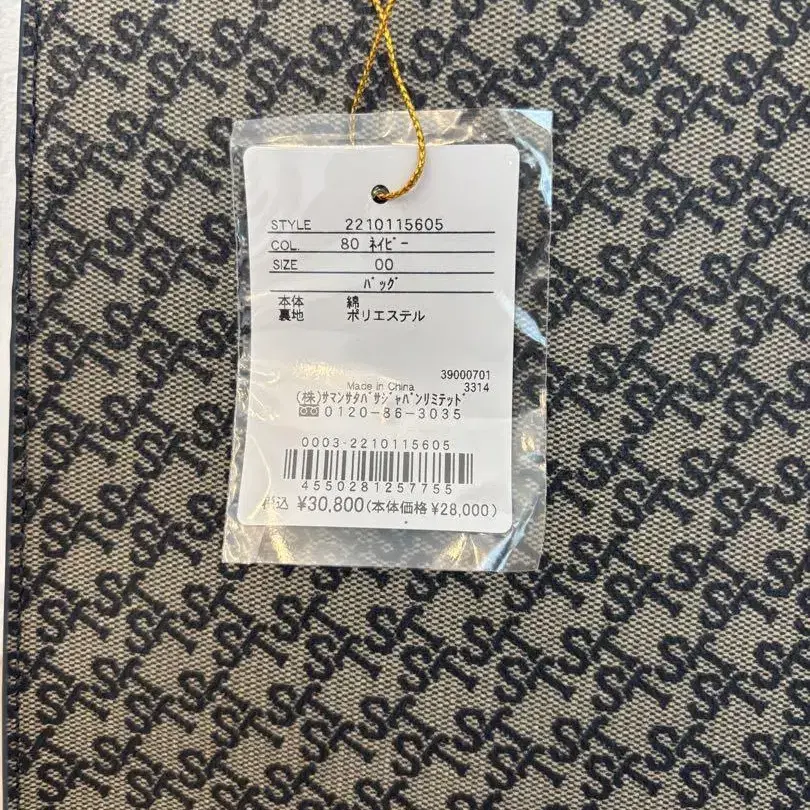 STYLE 2210115605
COL. 80 ﾈｲﾋﾞｰ
SIZE 00
ﾊﾞｯｸﾞ
本体 綿
裏地 ポリエステル
39000701
Made in China 3314
(株)ｻﾏﾝｻﾀﾊﾞｻｼﾞｬﾊﾟﾝﾘﾐﾃｯﾄﾞ
0120-86-3035
0003-2210115605
4550281257755
税込 ¥30,800(本体価格 ¥28,000)